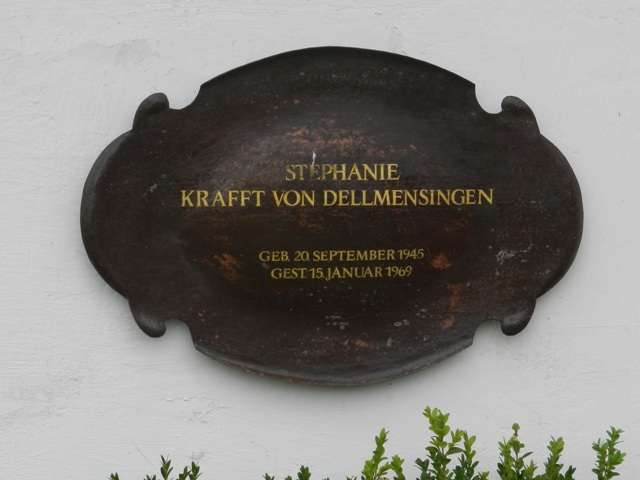 STEPHANIE
KRAFFT VON DELLMENSINGEN
GEB. 20. SEPTEMBER 1945
GEST 15. JANUAR 1969